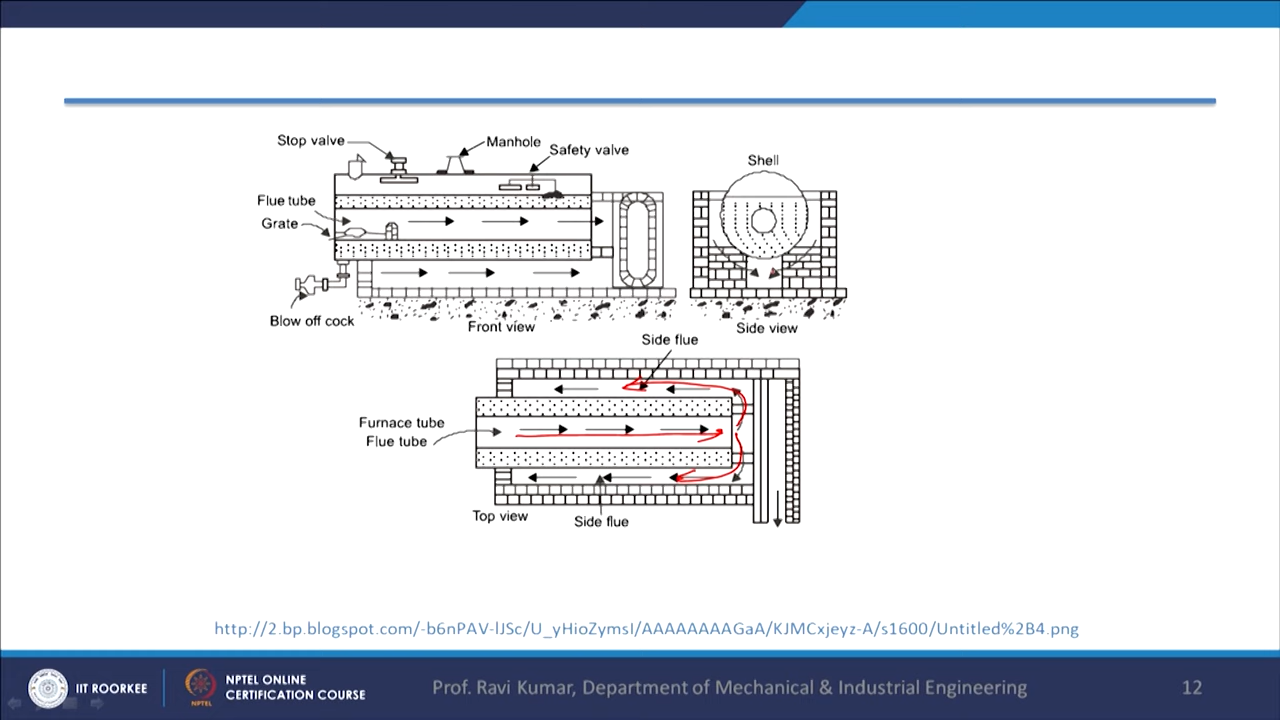 Stop valve
Manhole
Safety valve
Shell
Flue tube
Grate
Blow off cock
Front view
Side view
Side flue
Furnace tube
Flue tube
Top view
Side flue
http://2.bp.blogspot.com/-b6nPAV-lJSc/U_yHioZymsI/AAAAAAAAGaA/KJMCxjeyz-A/s1600/Untitled%2B4.png
IIT ROORKEE
NPTEL
NPTEL ONLINE
CERTIFICATION COURSE
Prof. Ravi Kumar, Department of Mechanical & Industrial Engineering
12